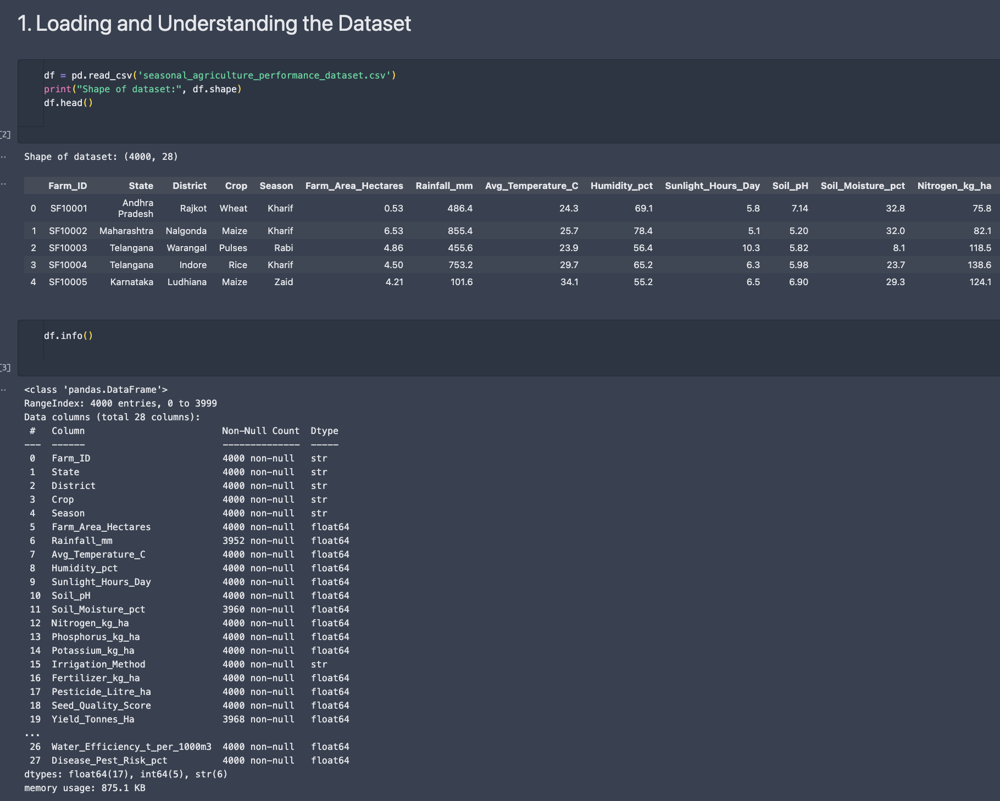 1. Loading and Understanding the Dataset
df = pd.read_csv('seasonal_agriculture_performance_dataset.csv')
print("Shape of dataset:", df.shape)
df.head()
[2]
Shape of dataset: (4000, 28)
Farm_ID State District Crop Season Farm_Area_Hectares Rainfall_mm Avg_Temperature_C Humidity_pct Sunlight_Hours_Day Soil_pH Soil_Moisture_pct Nitrogen_kg_ha
0 SF10001 Andhra Pradesh Rajkot Wheat Kharif 0.53 486.4 24.3 69.1 5.8 7.14 32.8 75.8
1 SF10002 Maharashtra Nalgonda Maize Kharif 6.53 855.4 25.7 78.4 5.1 5.20 32.0 82.1
2 SF10003 Telangana Warangal Pulses Rabi 4.86 455.6 23.9 56.4 10.3 5.82 8.1 118.5
3 SF10004 Telangana Indore Rice Kharif 4.50 753.2 29.7 65.2 6.3 5.98 23.7 138.6
4 SF10005 Karnataka Ludhiana Maize Zaid 4.21 101.6 34.1 55.2 6.5 6.90 29.3 124.1
df.info()
[3]
<class 'pandas.DataFrame'>
RangeIndex: 4000 entries, 0 to 3999
Data columns (total 28 columns):
 #   Column                     Non-Null Count  Dtype
---  ------                     --------------  -----
 0   Farm_ID                    4000 non-null   str
 1   State                      4000 non-null   str
 2   District                   4000 non-null   str
 3   Crop                       4000 non-null   str
 4   Season                     4000 non-null   str
 5   Farm_Area_Hectares         4000 non-null   float64
 6   Rainfall_mm                3952 non-null   float64
 7   Avg_Temperature_C          4000 non-null   float64
 8   Humidity_pct               4000 non-null   float64
 9   Sunlight_Hours_Day         4000 non-null   float64
 10  Soil_pH                    4000 non-null   float64
 11  Soil_Moisture_pct          3960 non-null   float64
 12  Nitrogen_kg_ha             4000 non-null   float64
 13  Phosphorus_kg_ha           4000 non-null   float64
 14  Potassium_kg_ha            4000 non-null   float64
 15  Irrigation_Method          4000 non-null   str
 16  Fertilizer_kg_ha           4000 non-null   float64
 17  Pesticide_Litre_ha         4000 non-null   float64
 18  Seed_Quality_Score         4000 non-null   float64
 19  Yield_Tonnes_Ha            3968 non-null   float64
...
 26  Water_Efficiency_t_per_1000m3  4000 non-null   float64
 27  Disease_Pest_Risk_pct      4000 non-null   float64
dtypes: float64(17), int64(5), str(6)
memory usage: 875.1 KB